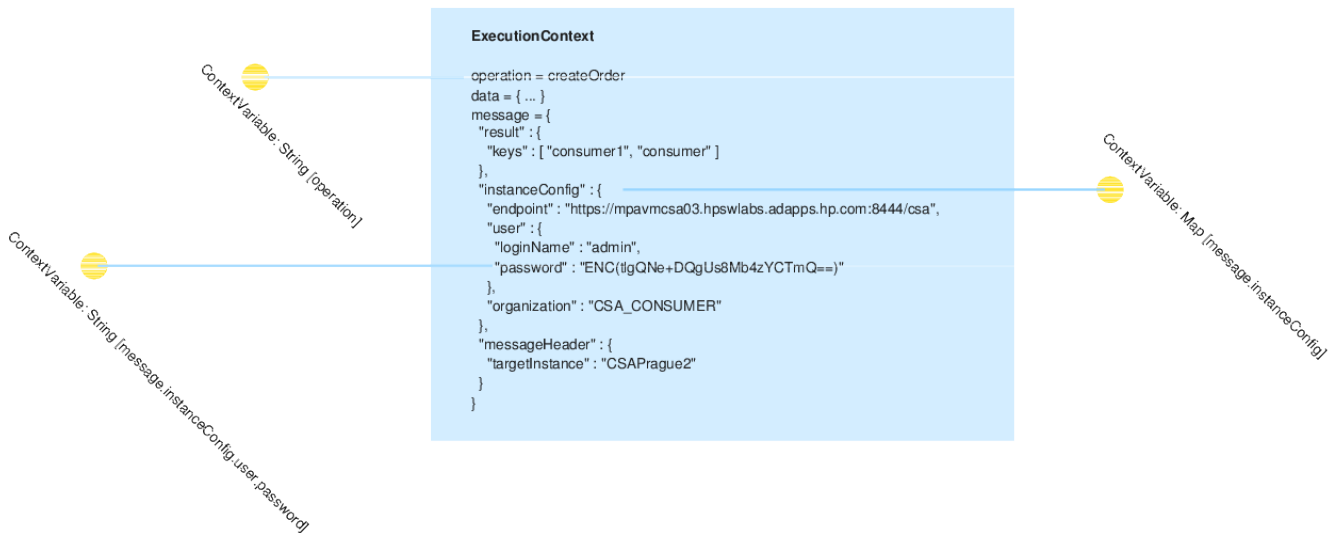 ExecutionContext
operation = createOrder
data = { ... }
message = {
"result" : {
"keys" : [ "consumer1", "consumer" ]
},
"instanceConfig" : {
"endpoint" : "https://mpavmcsa03.hpswlabs.adapps.hp.com:8444/csa",
"user" : {
"loginName" : "admin",
"password" : "ENC(tlgQNe+DQgUs8Mb4zYCTmQ==)"
},
"organization" : "CSA_CONSUMER"
},
"messageHeader" : {
"targetInstance" : "CSAPrague2"
}
}
ContextVariable: String [operation]
ContextVariable: String [message.instanceConfig.user.password]
ContextVariable: Map [message.instanceConfig]